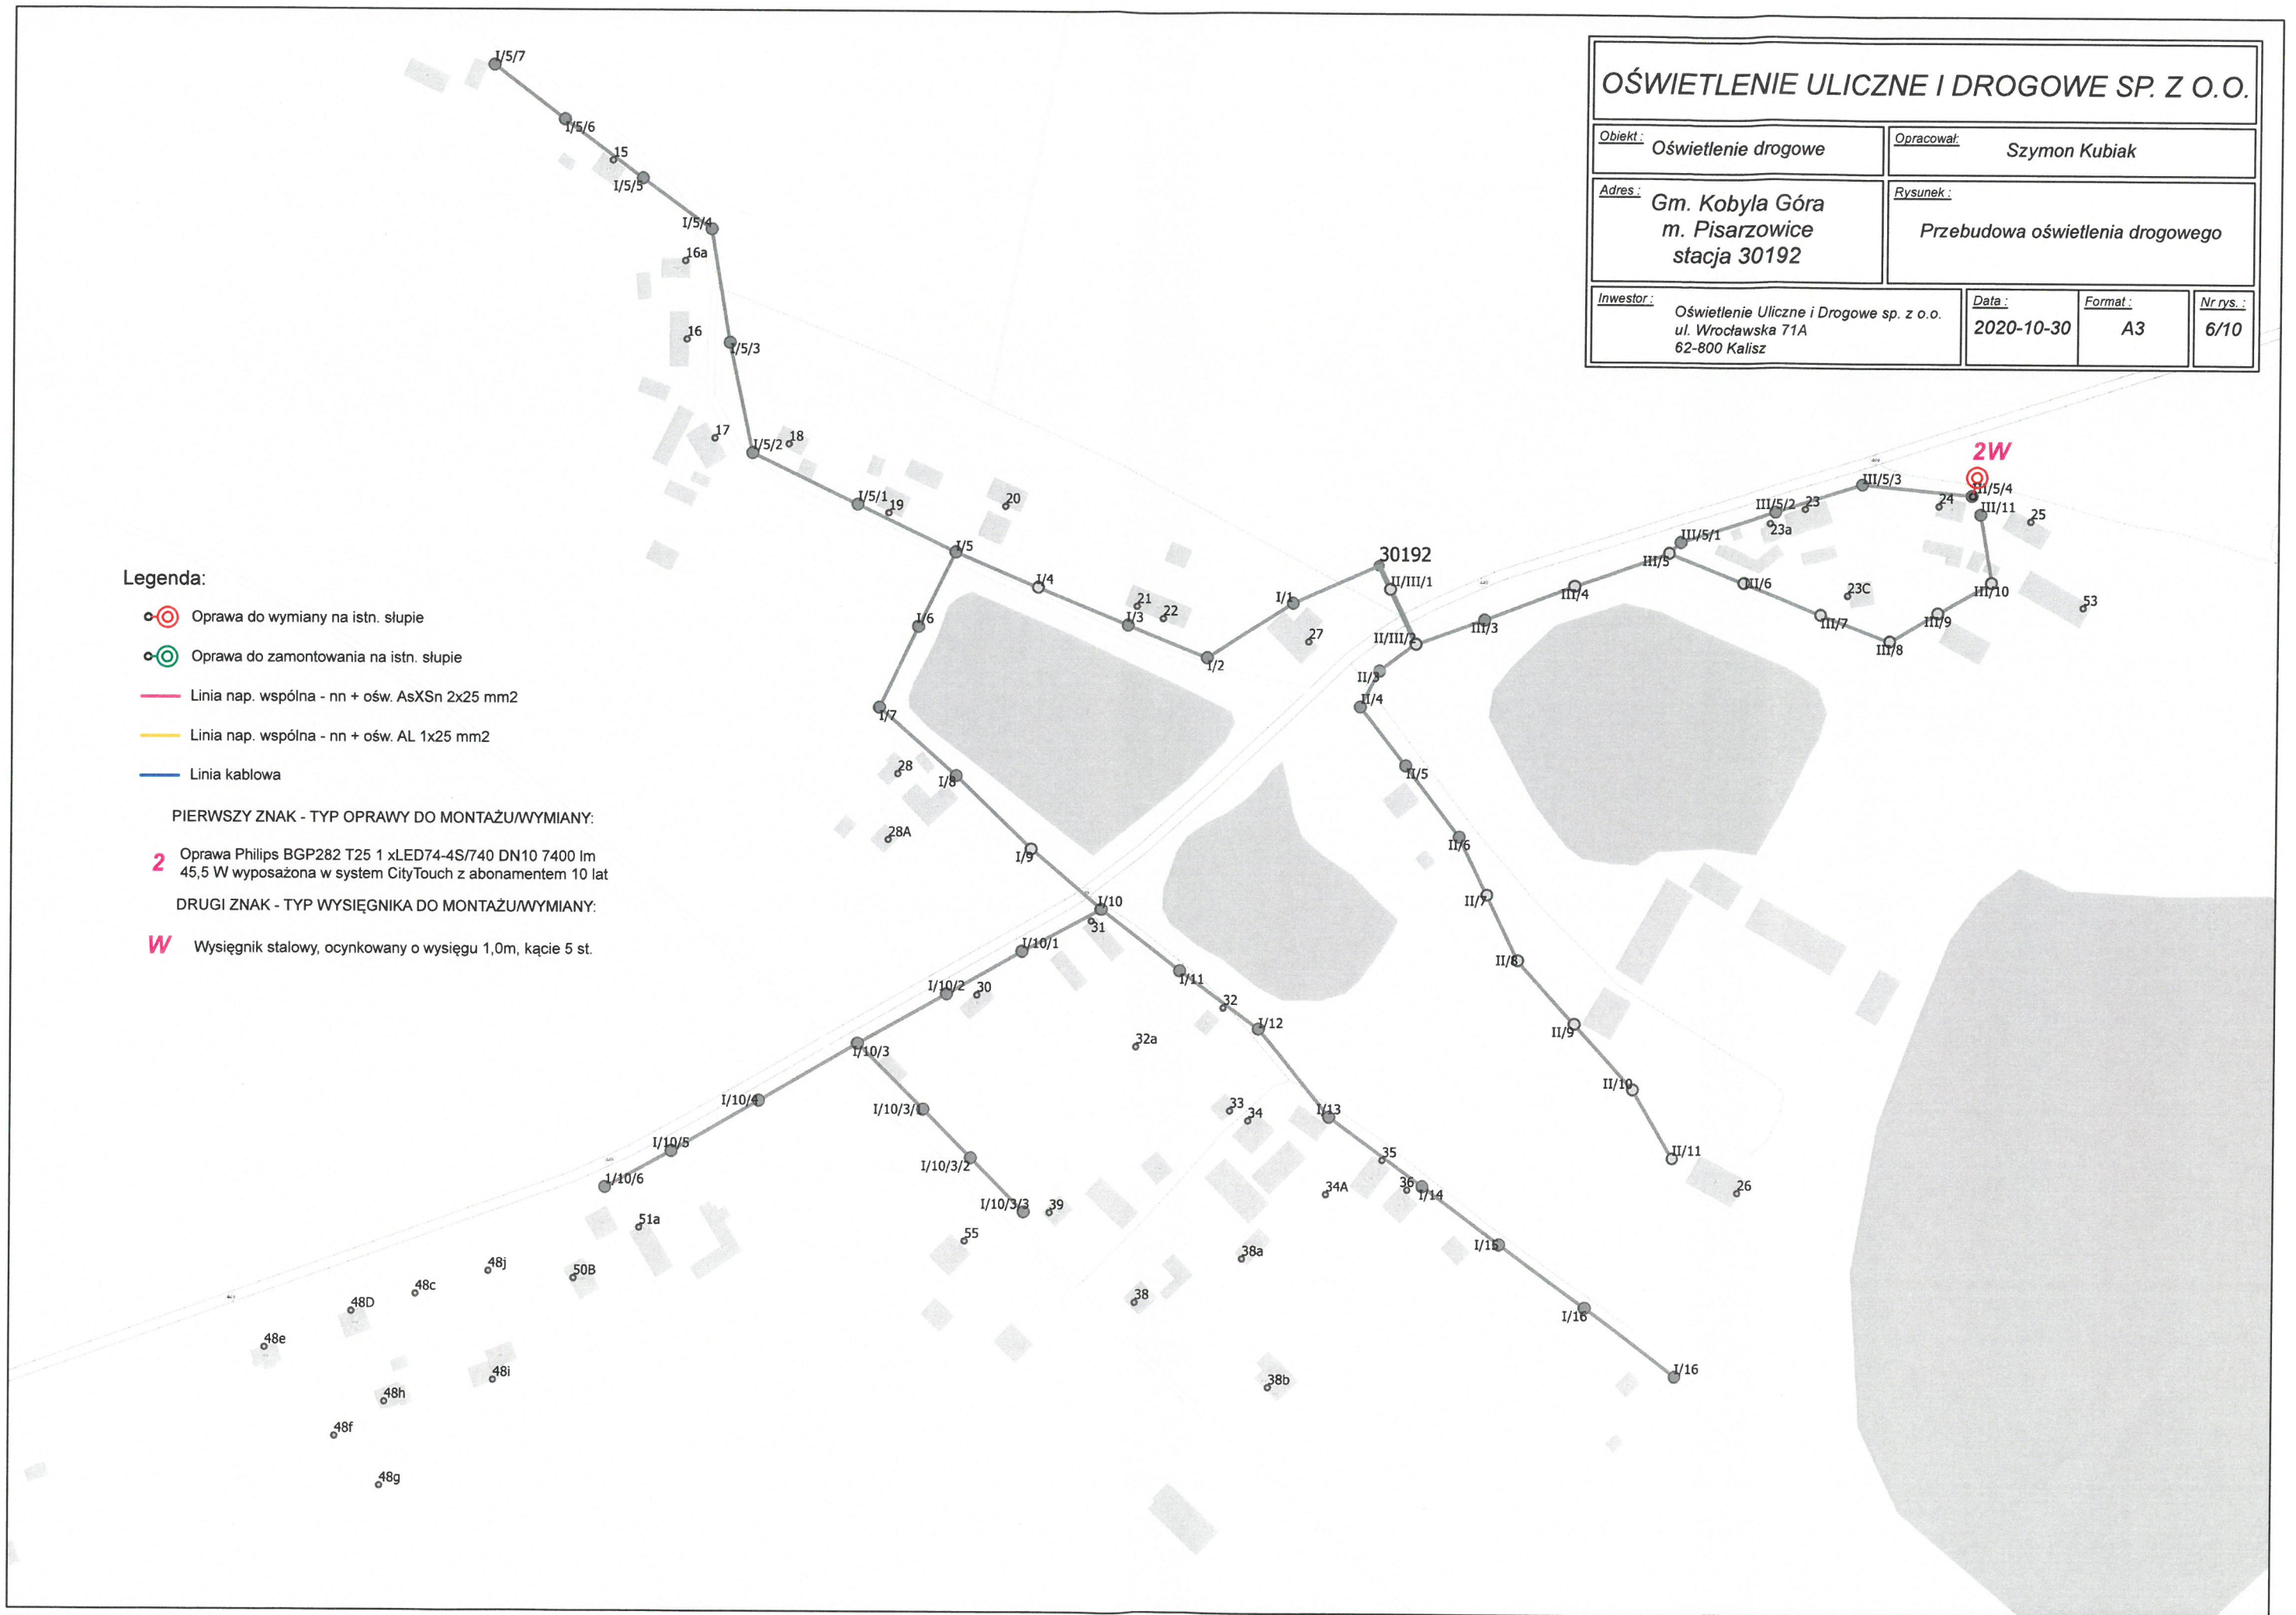 OŚWIETLENIE ULICZNE I DROGOWE SP. Z O.O.
Obiekt :
Oświetlenie drogowe
Opracował:
Szymon Kubiak
Adres :
Gm. Kobyla Góra
m. Pisarzowice
stacja 30192
Rysunek :
Przebudowa oświetlenia drogowego
Inwestor :
Oświetlenie Uliczne i Drogowe sp. z o.o.
ul. Wrocławska 71A
62-800 Kalisz
Data :
2020-10-30
Format :
A3
Nr rys. :
6/10
I/5/7
I/5/6
15
I/5/5
I/5/4
16a
16
I/5/3
17
18
I/5/2
I/5/1
19
20
I/5
I/4
21
22
I/3
I/2
I/1
27
30192
II/III/1
II/III/2
III/3
III/4
III/5
III/5/1
III/5/2
23
23a
III/5/3
2W
III/5/4
24
III/11
25
III/6
23C
III/7
III/8
III/9
III/10
53
II/3
II/4
II/5
II/6
II/7
II/8
II/9
II/10
II/11
26
I/6
I/7
28
I/8
28A
I/9
I/10
31
I/10/1
I/10/2
30
I/10/3
I/11
32
I/12
32a
I/10/4
I/10/3/1
33
34
I/13
I/10/5
I/10/3/2
35
1/10/6
I/10/3/3
39
34A
36
I/14
51a
55
38a
I/15
48j
50B
48c
48D
38
I/16
48e
48i
I/16
48h
38b
48f
48g
Legenda:
Oprawa do wymiany na istn. słupie
Oprawa do zamontowania na istn. słupie
Linia nap. wspólna - nn + ośw. AsXSn 2x25 mm2
Linia nap. wspólna - nn + ośw. AL 1x25 mm2
Linia kablowa
PIERWSZY ZNAK - TYP OPRAWY DO MONTAŻU/WYMIANY:
2 Oprawa Philips BGP282 T25 1 xLED74-4S/740 DN10 7400 lm
45,5 W wyposażona w system CityTouch z abonamentem 10 lat
DRUGI ZNAK - TYP WYSIĘGNIKA DO MONTAŻU/WYMIANY:
W Wysięgnik stalowy, ocynkowany o wysięgu 1,0m, kącie 5 st.